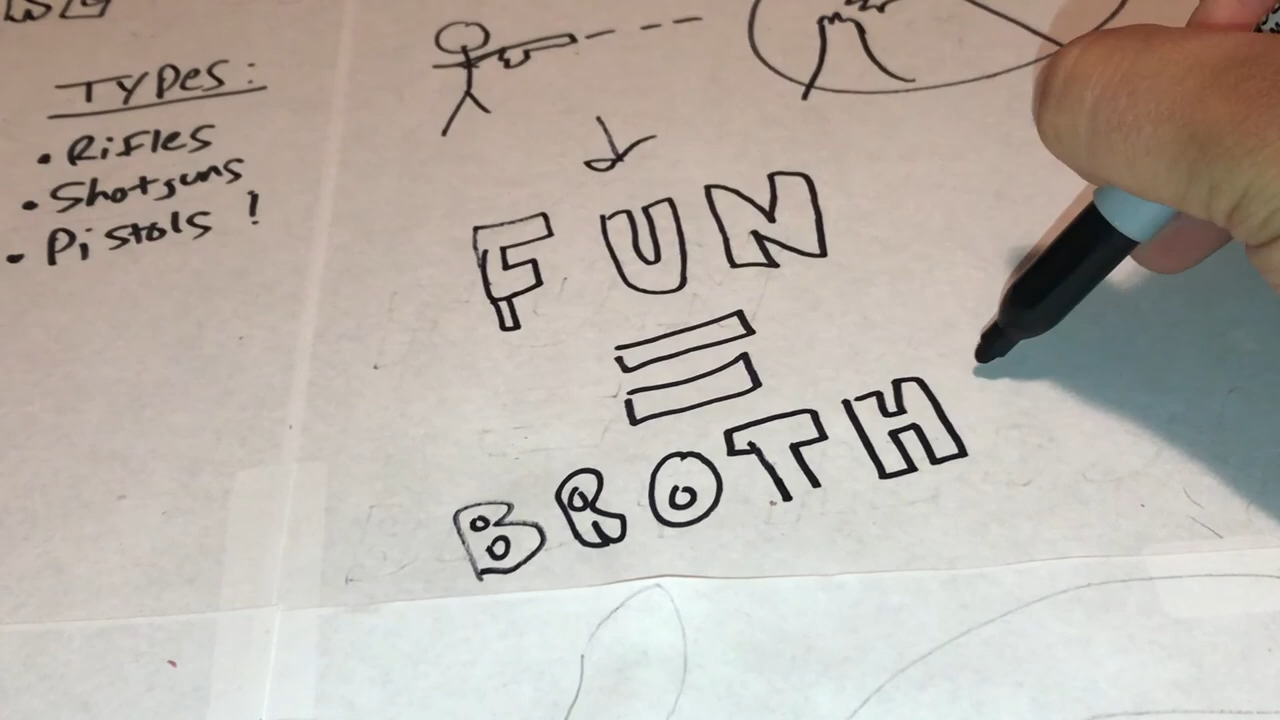 TYPes:
• RiFles
• Shotguns
• Pistols !
FUN
=
BROTH